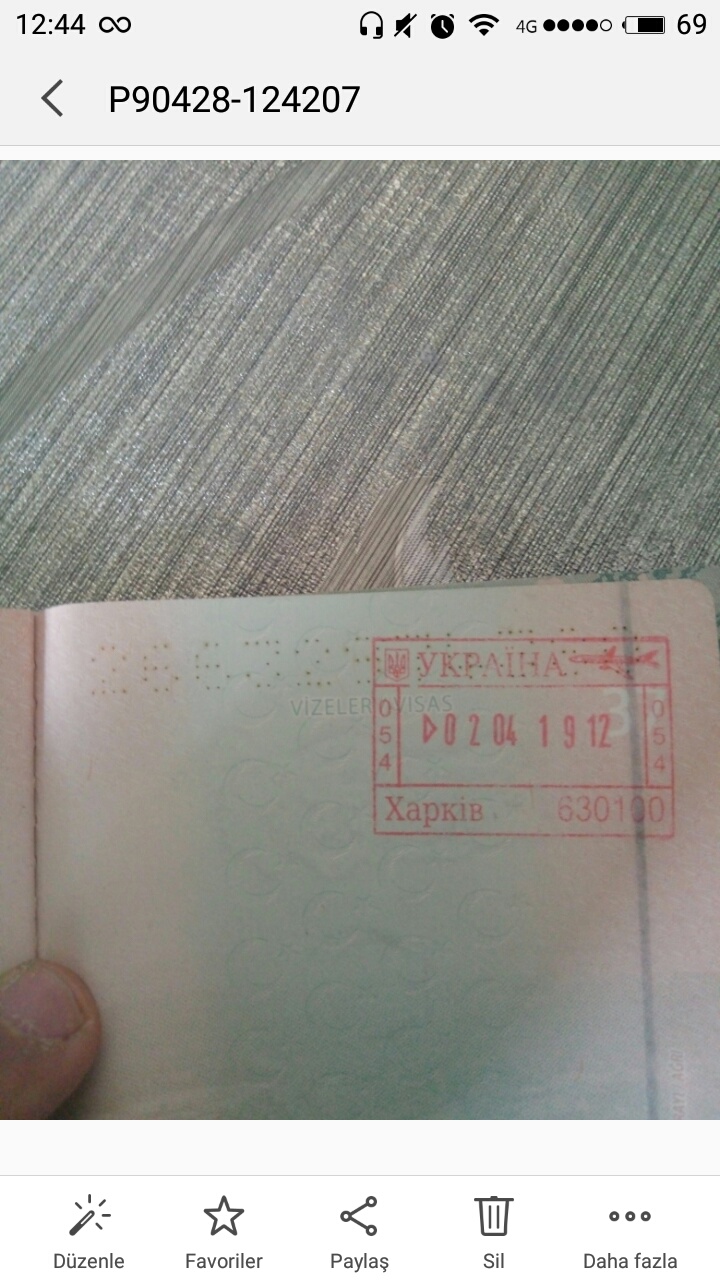 12:44
4G
69
P90428-124207
УКРАЇНА
VİZELER VISAS
3
054
02 04 19 12
054
Харків 630100
Düzenle
Favoriler
Paylaş
Sil
Daha fazla